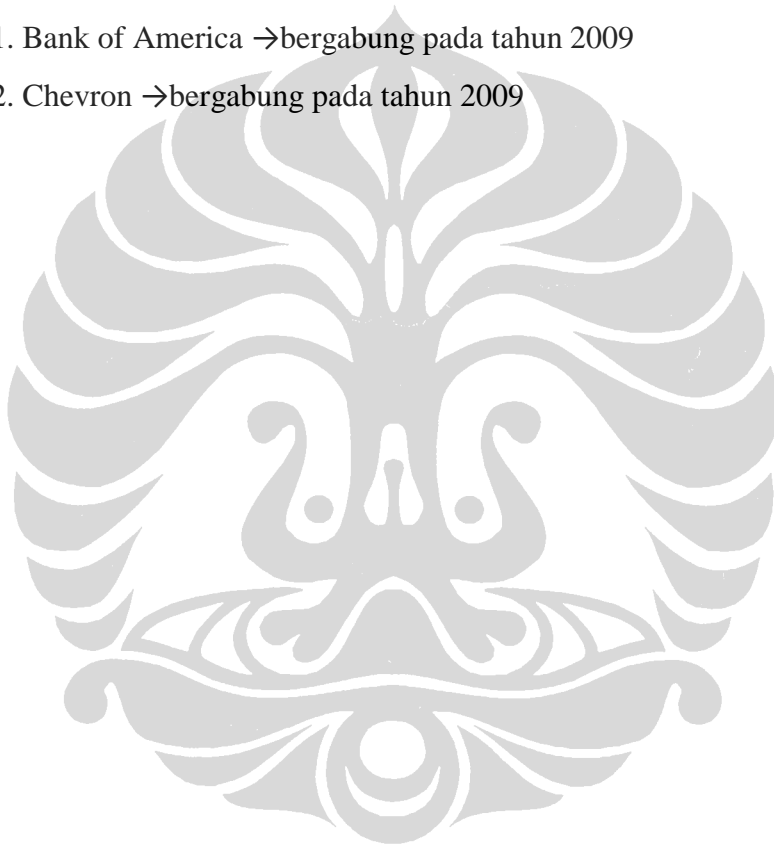 1. Bank of America →bergabung pada tahun 2009
2. Chevron →bergabung pada tahun 2009